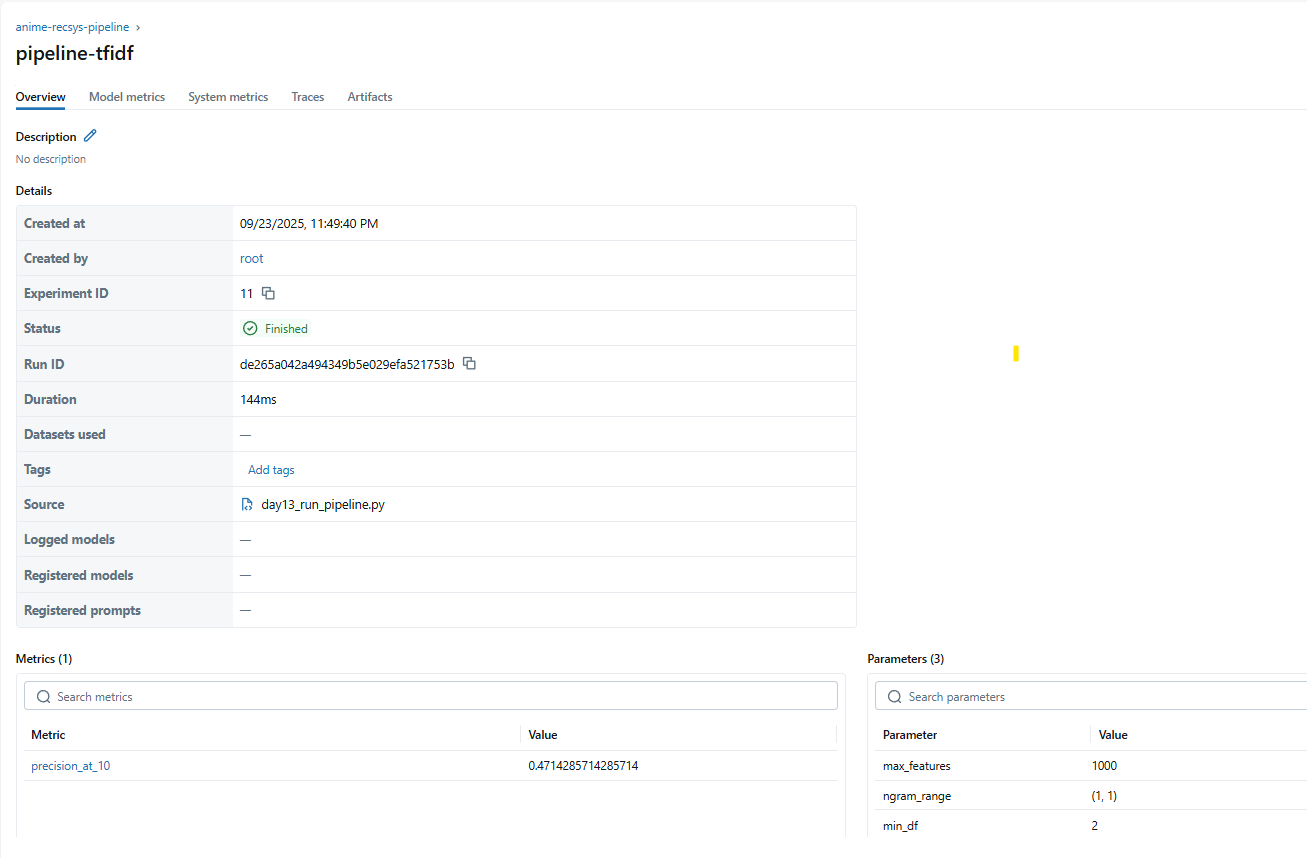 anime-recsys-pipeline ›
pipeline-tfidf
Overview Model metrics System metrics Traces Artifacts
Description
No description
Details
Created at 09/23/2025, 11:49:40 PM
Created by root
Experiment ID 11
Status Finished
Run ID de265a042a494349b5e029efa521753b
Duration 144ms
Datasets used —
Tags Add tags
Source day13_run_pipeline.py
Logged models —
Registered models —
Registered prompts —
Metrics (1)
Search metrics
Metric Value
precision_at_10 0.4714285714285714
Parameters (3)
Search parameters
Parameter Value
max_features 1000
ngram_range (1, 1)
min_df 2